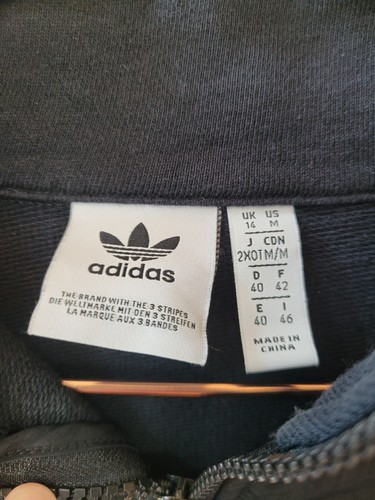 adidas
THE BRAND WITH THE 3 STRIPES
DIE WELTMARKE MIT DEN 3 STREIFEN
LA MARQUE AUX 3 BANDES
UK US
14 M
J CDN
2XOT M/M
D F
40 42
E I
40 46
MADE IN
CHINA